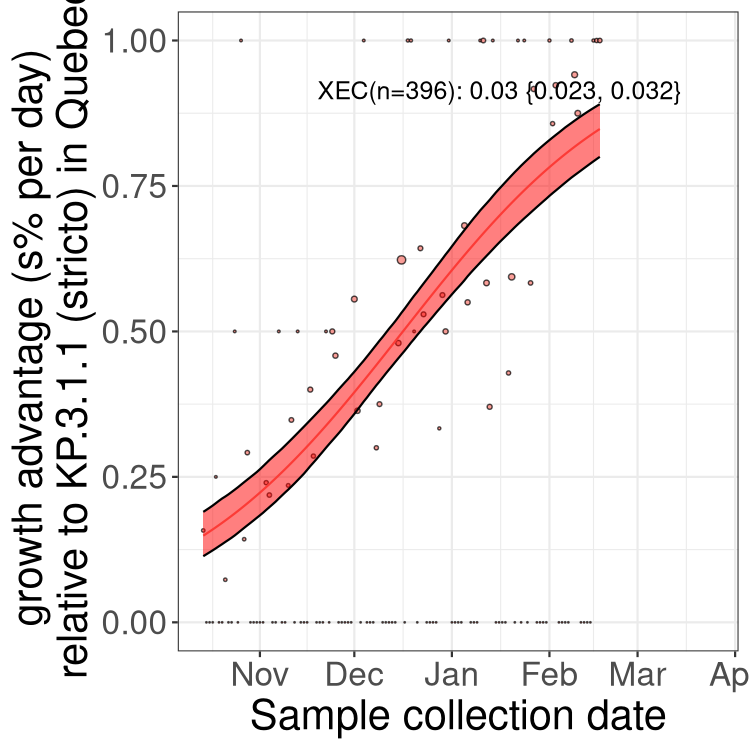 growth advantage (s% per day)
relative to KP.3.1.1 (stricto) in Quebec
1.00
0.75
0.50
0.25
0.00
XEC(n=396): 0.03 {0.023, 0.032}
Nov Dec Jan Feb Mar Ap
Sample collection date